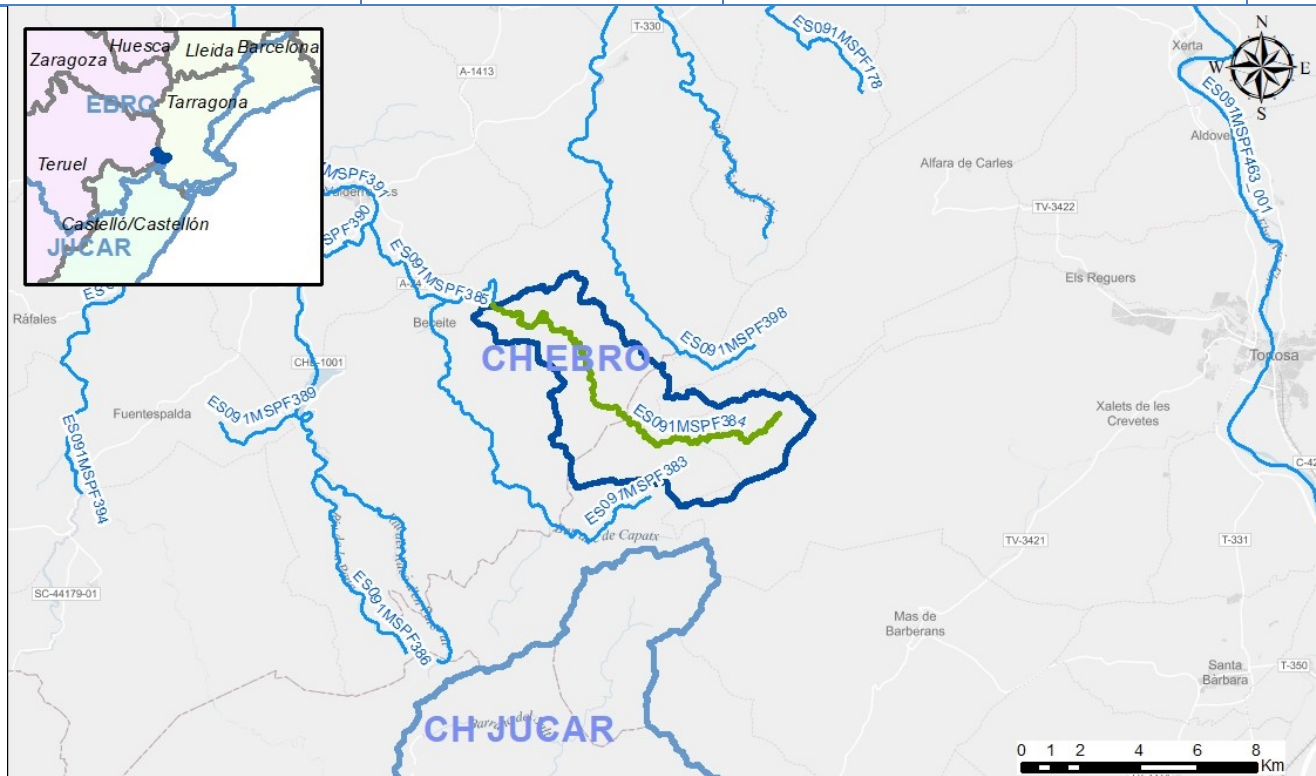 Huesca
Lleida
Barcelona
Zaragoza
EBRO
Tarragona
Teruel
Castelló/Castellón
JUCAR
T-330
ES091MSPF178
Xerta
N
W
E
S
A-1413
ES091MSPF463_001
Aldover
Alfara de Carles
TV-3422
MSPF391
SPF390
ES091MSPF385
Els Reguers
Ráfales
Beceite
ES091MSPF398
CH EBRO
Tortosa
CHE-1001
ES091MSPF389
Fuentespalda
ES091MSPF384
Xalets de les
Crevetes
ES091MSPF394
ES091MSPF383
C-42
de Capatx
TV-3421
T-331
SC-44179-01
ES091MSPF386
Mas de
Barberans
Santa
Bàrbara
T-350
CH JUCAR
0 1 2 4 6 8
Km